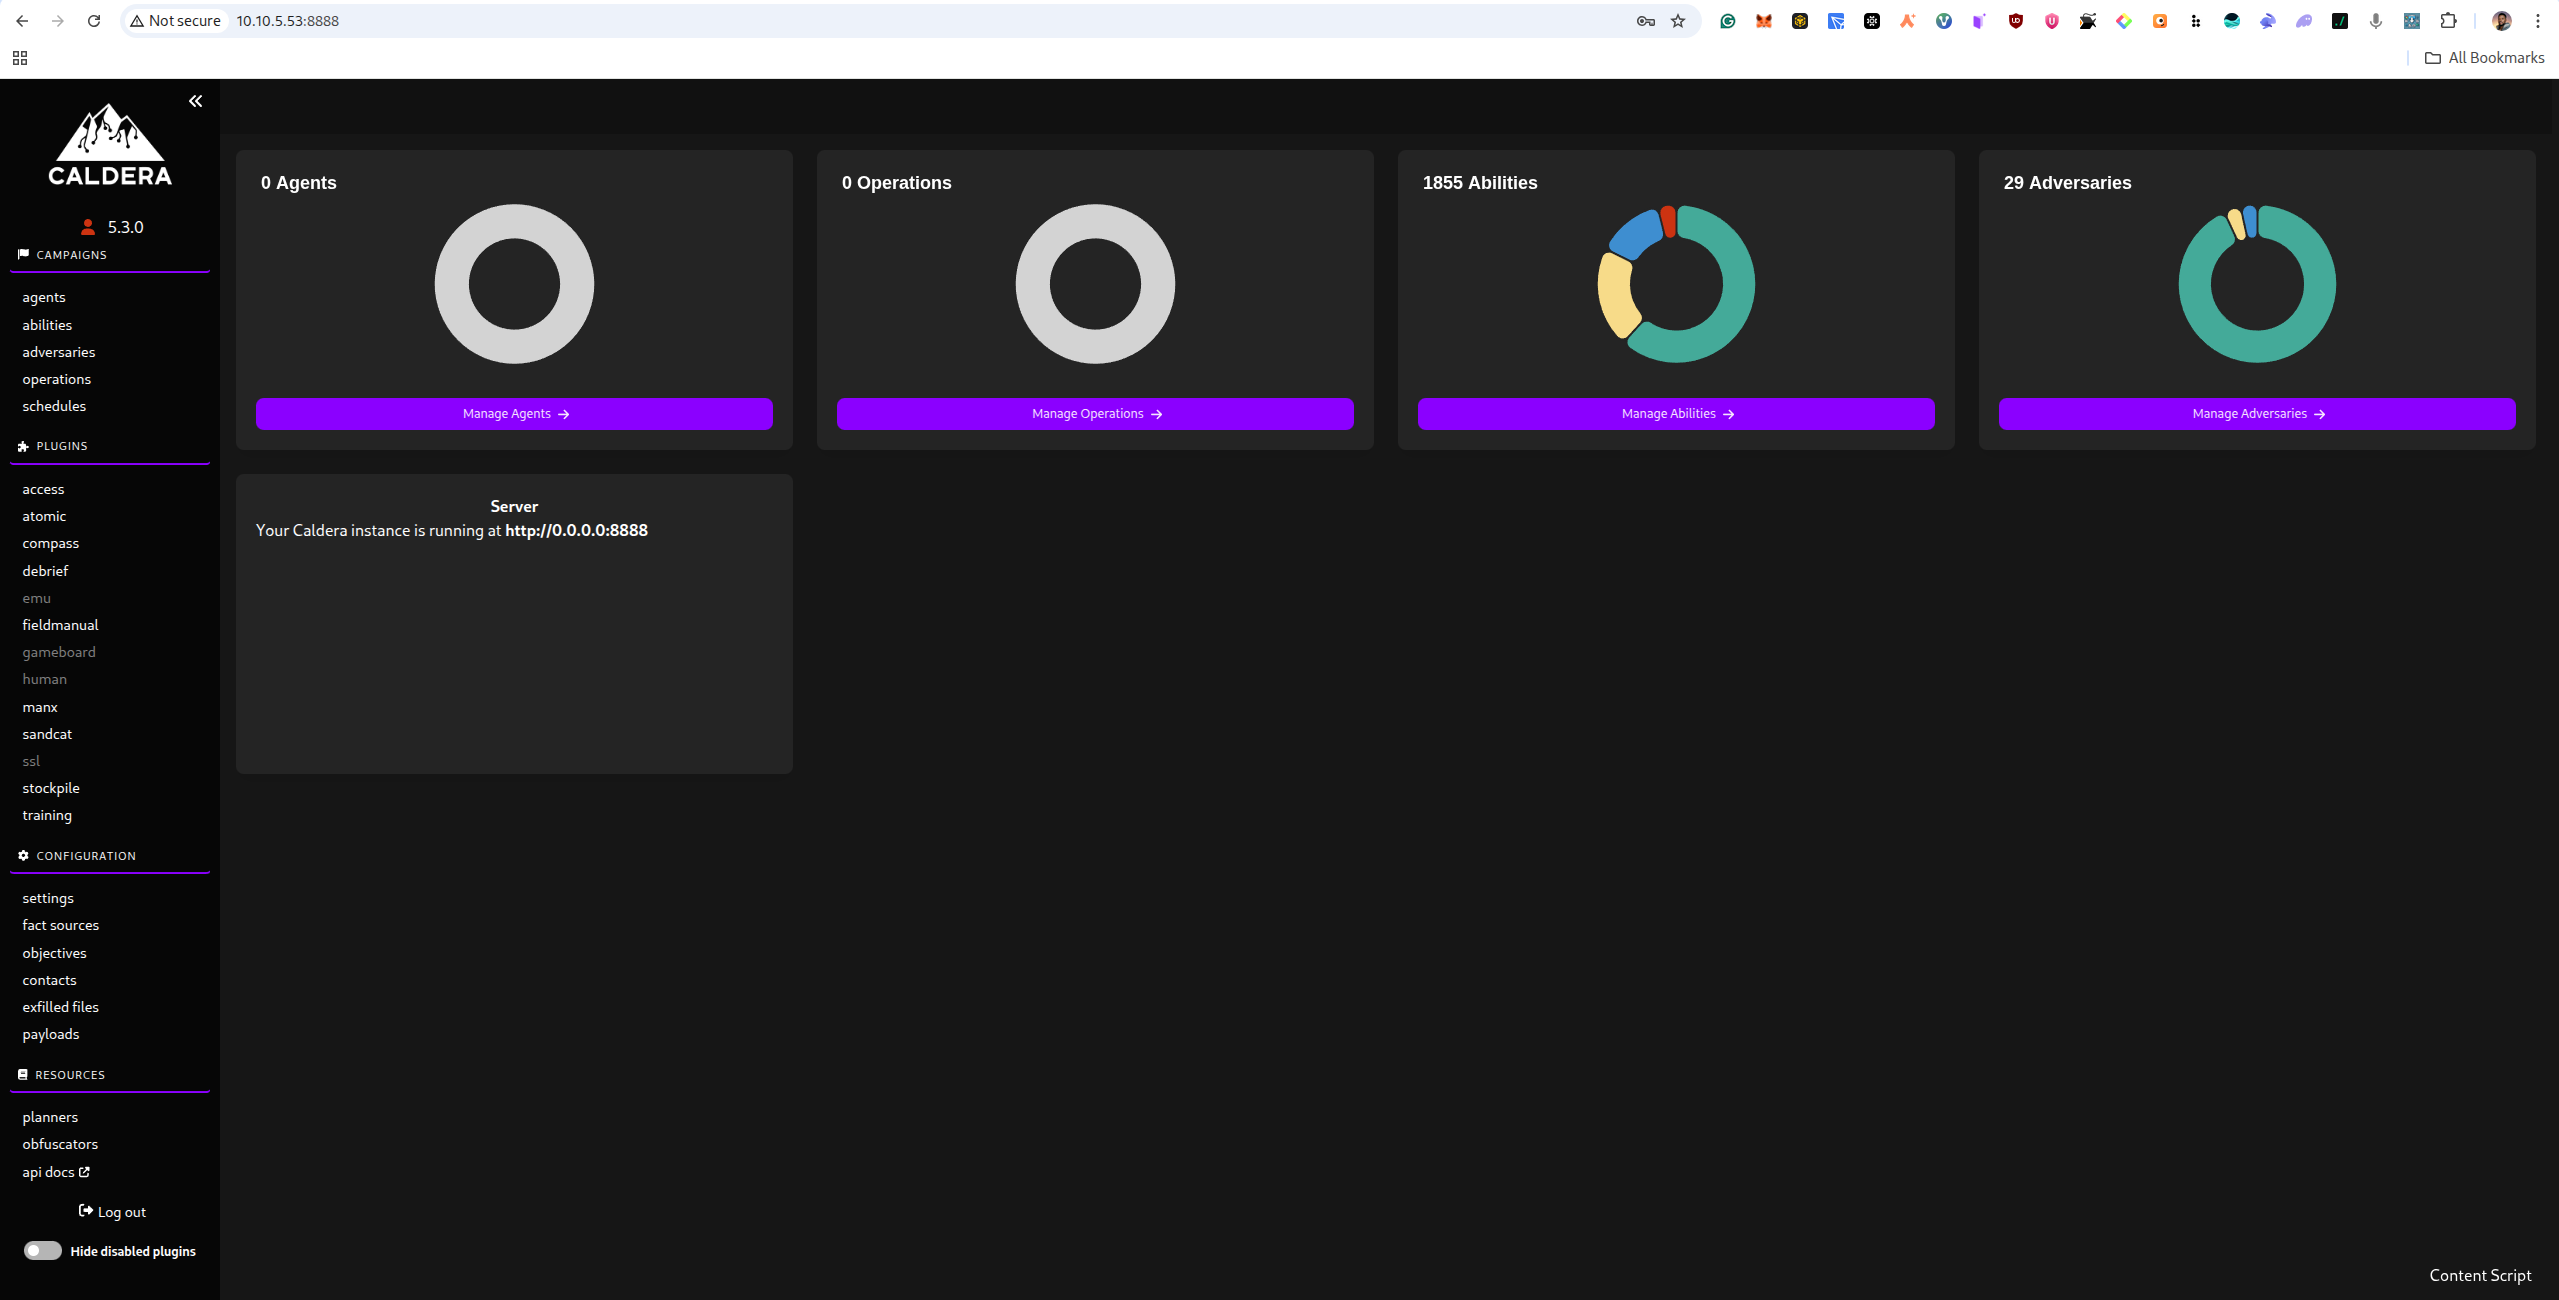 Not secure 10.10.5.53:8888
All Bookmarks
CALDERA
5.3.0
CAMPAIGNS
agents
abilities
adversaries
operations
schedules
PLUGINS
access
atomic
compass
debrief
emu
fieldmanual
gameboard
human
manx
sandcat
ssl
stockpile
training
CONFIGURATION
settings
fact sources
objectives
contacts
exfilled files
payloads
RESOURCES
planners
obfuscators
api docs
Log out
Hide disabled plugins
0 Agents
Manage Agents
0 Operations
Manage Operations
1855 Abilities
Manage Abilities
29 Adversaries
Manage Adversaries
Server
Your Caldera instance is running at http://0.0.0.0:8888
Content Script